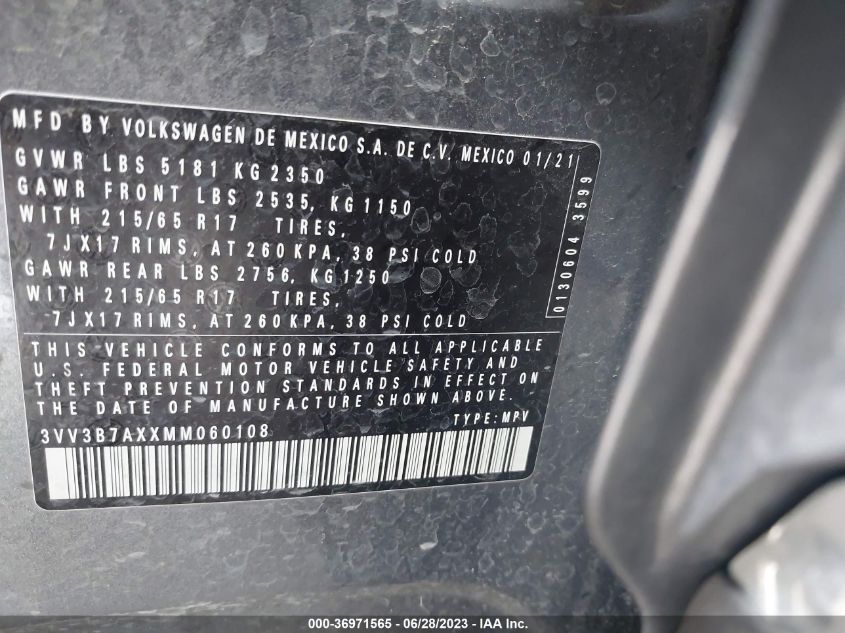 MFD BY VOLKSWAGEN DE MEXICO S.A. DE C.V. MEXICO 01/21
GVWR LBS 5181 KG 2350
GAWR FRONT LBS 2535, KG 1150
WITH 215/65 R17 TIRES,
7JX17 RIMS, AT 260 KPA, 38 PSI COLD
GAWR REAR LBS 2756, KG 1250
WITH 215/65 R17 TIRES,
7JX17 RIMS, AT 260 KPA, 38 PSI COLD
0130604 3599
THIS VEHICLE CONFORMS TO ALL APPLICABLE
U.S. FEDERAL MOTOR VEHICLE SAFETY AND
THEFT PREVENTION STANDARDS IN EFFECT ON
THE DATE OF MANUFACTURE SHOWN ABOVE.
3VV3B7AXXMM060108 TYPE: MPV
000-36971565 - 06/28/2023 - IAA Inc.